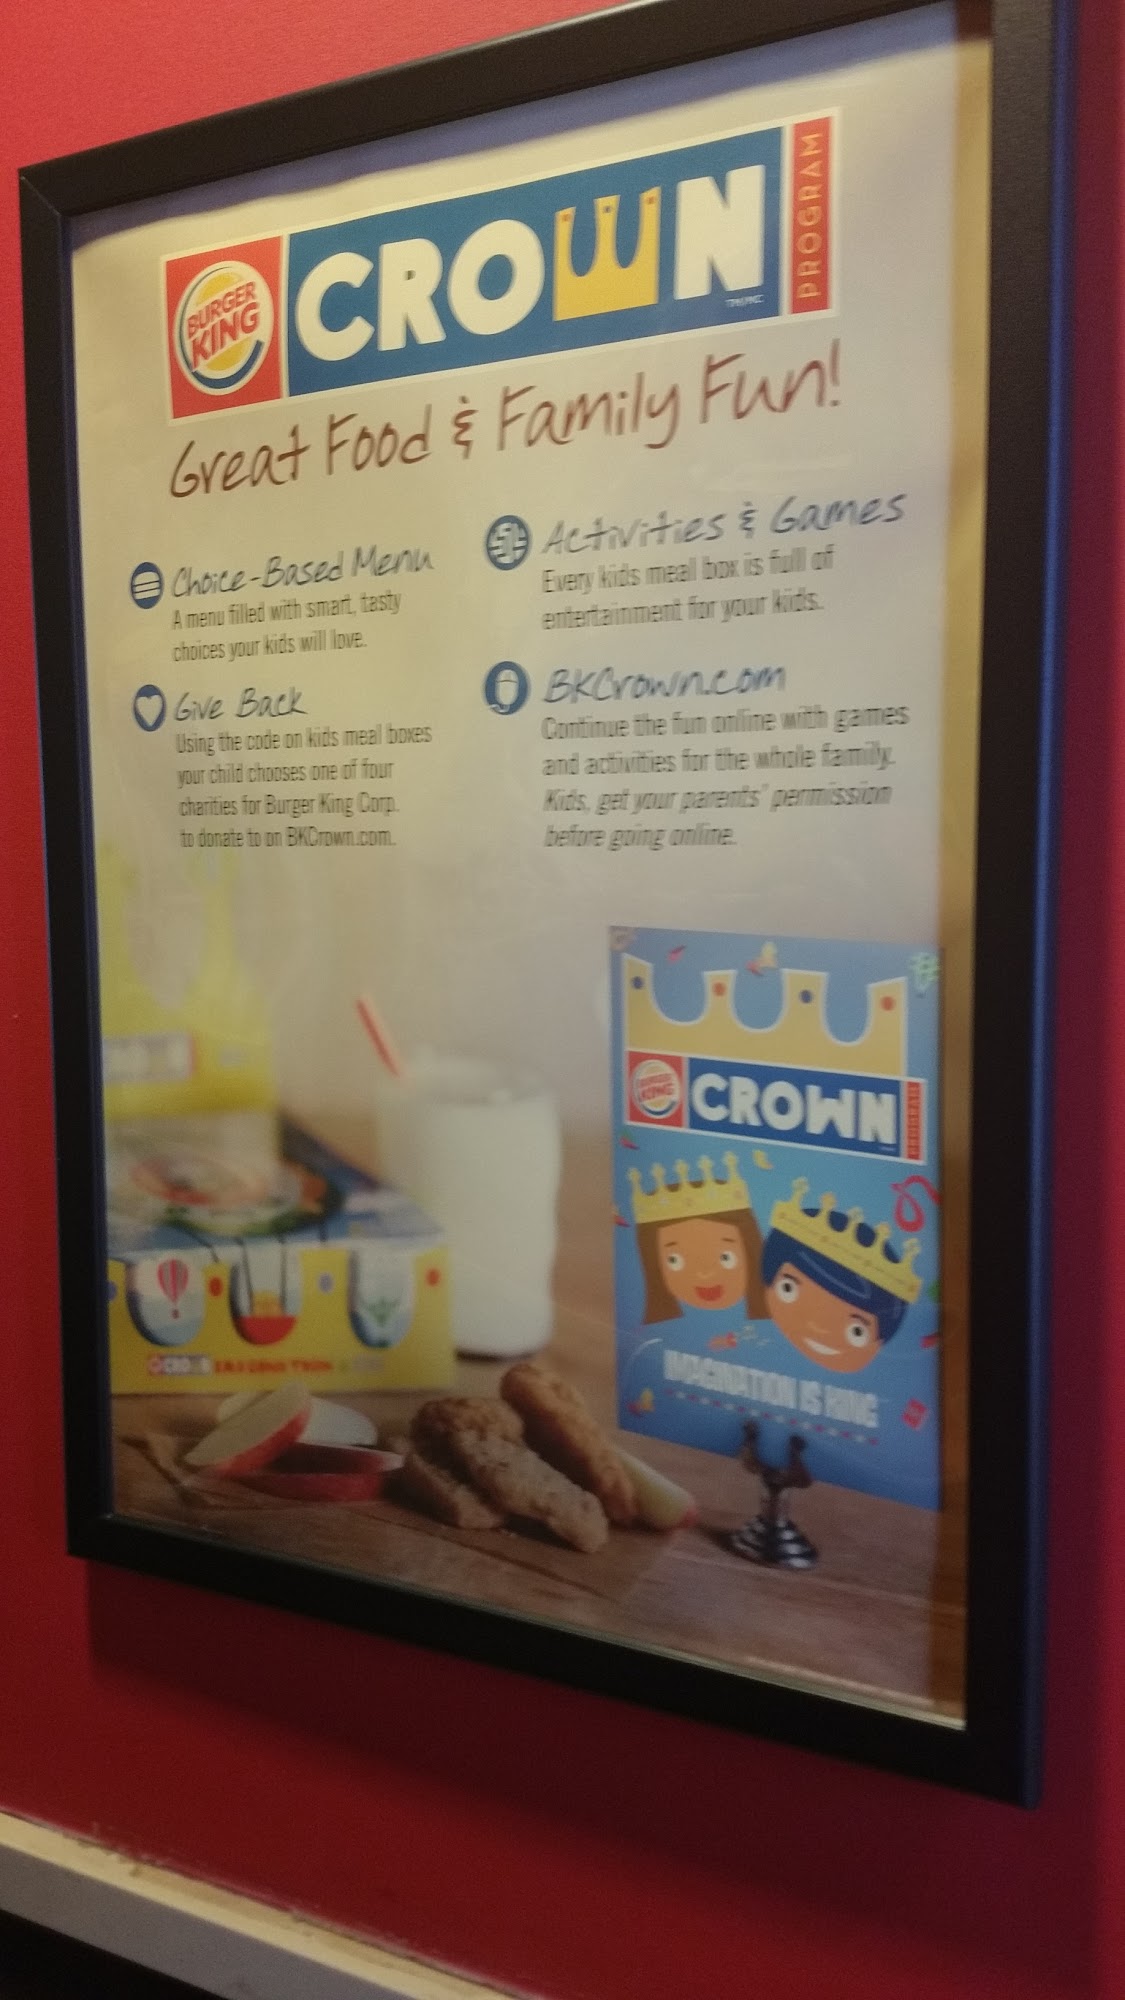 BURGER
KING
CROWN
PROGRAM
TM/MC
Great Food & Family Fun!
Choice-Based Menu
A menu filled with smart, tasty
choices your kids will love.
Give Back
Using the code on kids meal boxes
your child chooses one of four
charities for Burger King Corp.
to donate to on BKCrown.com.
Activities & Games
Every kids meal box is full of
entertainment for your kids.
BKCrown.com
Continue the fun online with games
and activities for the whole family.
Kids, get your parents' permission
before going online.
BURGER
KING
CROWN
PROGRAM
IMAGINATION IS KING
CROWN